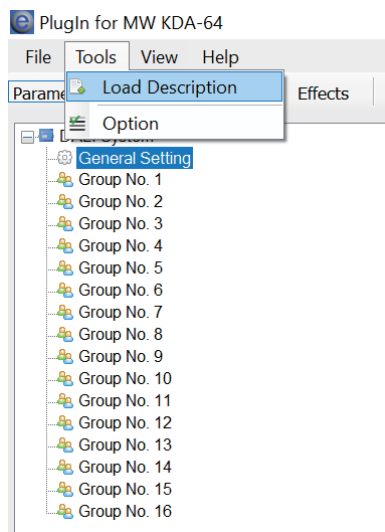 PlugIn for MW KDA-64
File Tools View Help
Load Description
Effects
Option
General Setting
Group No. 1
Group No. 2
Group No. 3
Group No. 4
Group No. 5
Group No. 6
Group No. 7
Group No. 8
Group No. 9
Group No. 10
Group No. 11
Group No. 12
Group No. 13
Group No. 14
Group No. 15
Group No. 16